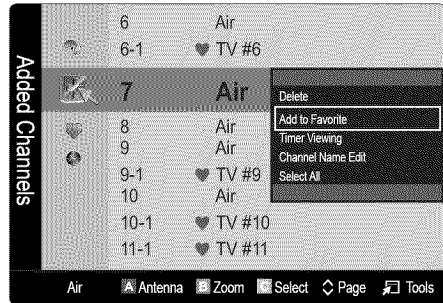 Added Channels
6 Air
6-1 ♥ TV #6
7 Air
8 Air
9 Air
9-1 ♥ TV #9
10 Air
10-1 ♥ TV #10
11-1 ♥ TV #11
Delete
Add to Favorite
Timer Viewing
Channel Name Edit
Select All
Air A Antenna B Zoom C Select Page Tools